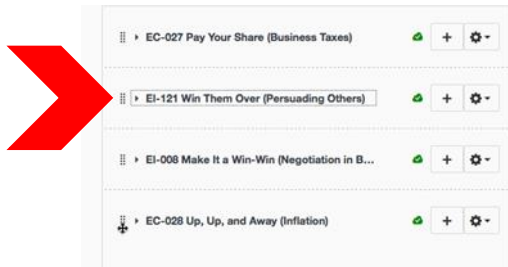 EC-027 Pay Your Share (Business Taxes)
EI-121 Win Them Over (Persuading Others)
EI-008 Make It a Win-Win (Negotiation in B...
EC-028 Up, Up, and Away (Inflation)